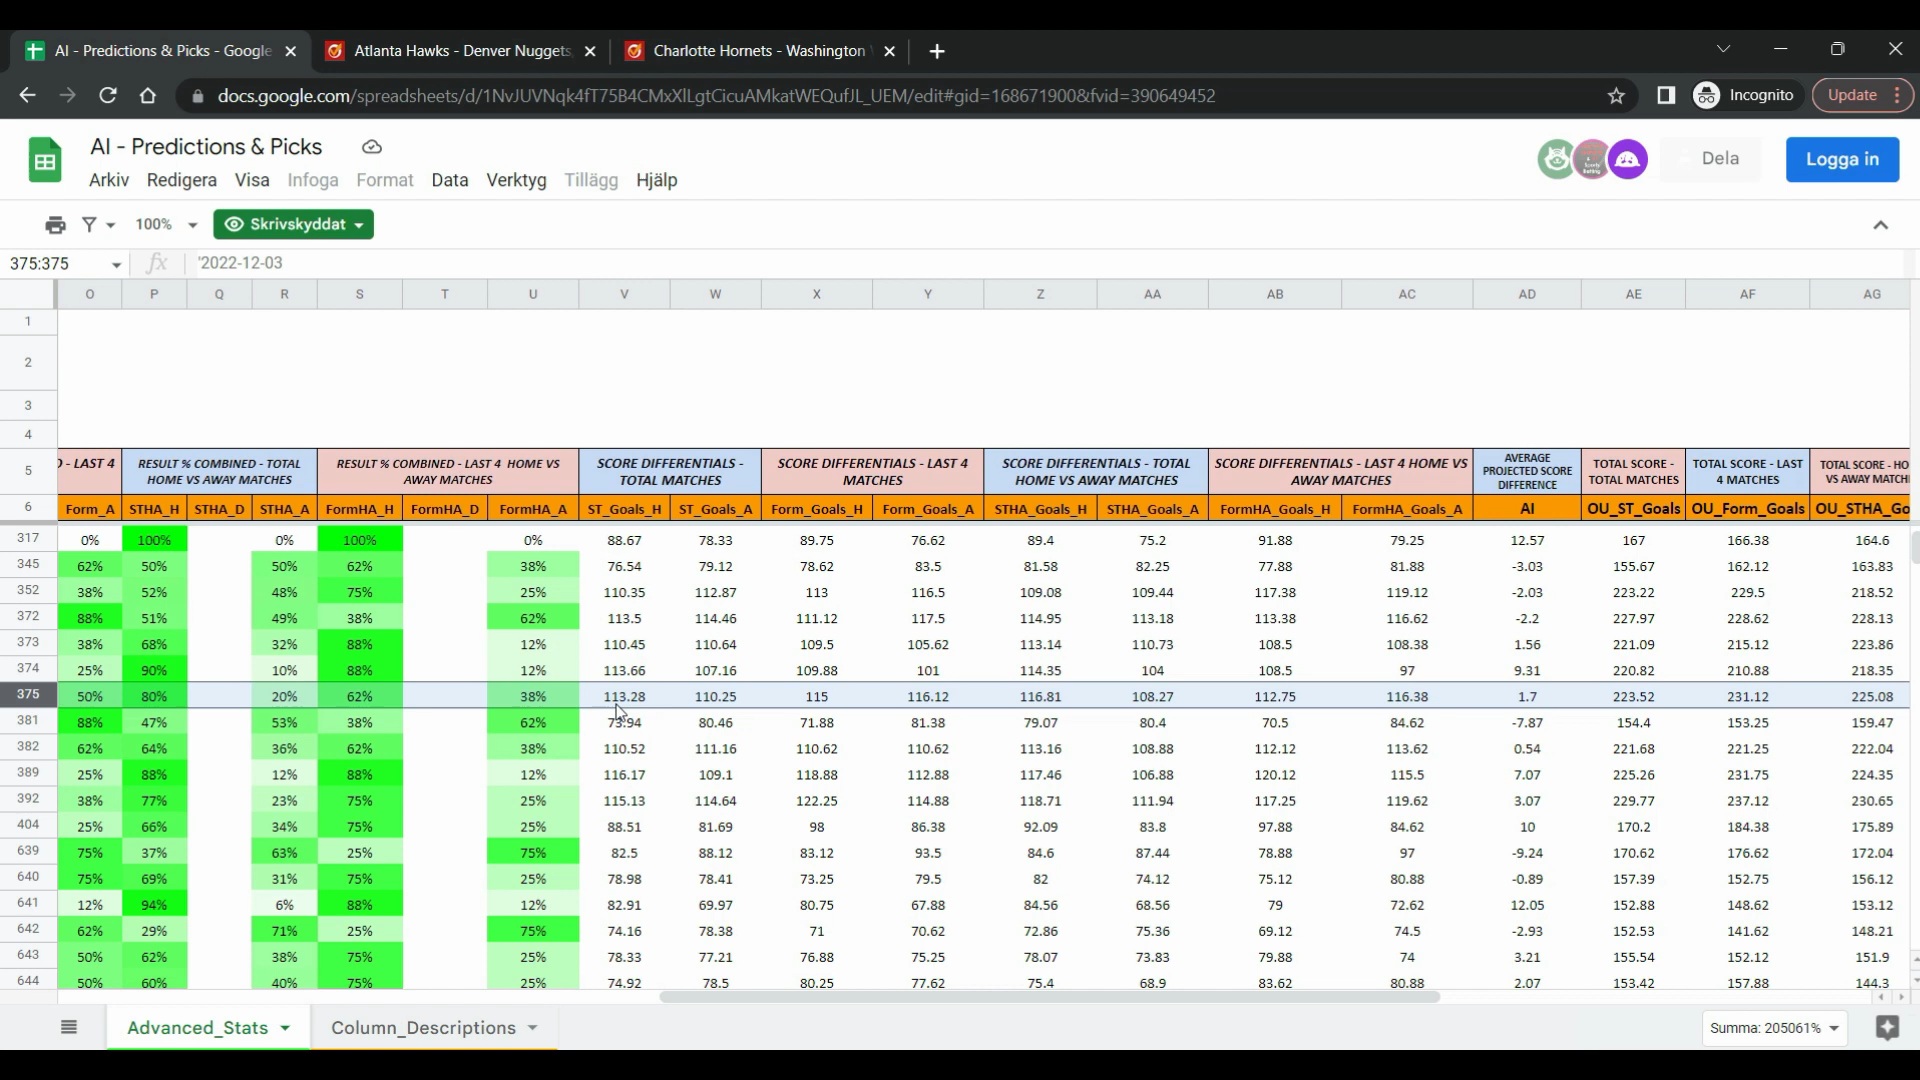 AI - Predictions & Picks - Google
Atlanta Hawks - Denver Nuggets
Charlotte Hornets - Washington
docs.google.com/spreadsheets/d/1NvJUVNqk4fT75B4CMxXlLgtCicuAMkatWEQufJL_UEM/edit#gid=168671900&fvid=390649452
Incognito
Update
AI - Predictions & Picks
Arkiv Redigera Visa Infoga Format Data Verktyg Tillägg Hjälp
Dela
Logga in
100%
Skrivskyddat
375:375
fx
'2022-12-03
O P Q R S T U V W X Y Z AA AB AC AD AE AF AG
1
2
3
4
5 - LAST 4 RESULT % COMBINED - TOTAL HOME VS AWAY MATCHES RESULT % COMBINED - LAST 4 HOME VS AWAY MATCHES SCORE DIFFERENTIALS - TOTAL MATCHES SCORE DIFFERENTIALS - LAST 4 MATCHES SCORE DIFFERENTIALS - TOTAL HOME VS AWAY MATCHES SCORE DIFFERENTIALS - LAST 4 HOME VS AWAY MATCHES AVERAGE PROJECTED SCORE DIFFERENCE TOTAL SCORE - TOTAL MATCHES TOTAL SCORE - LAST 4 MATCHES TOTAL SCORE - HO VS AWAY MATCH
6 Form_A STHA_H STHA_D STHA_A FormHA_H FormHA_D FormHA_A ST_Goals_H ST_Goals_A Form_Goals_H Form_Goals_A STHA_Goals_H STHA_Goals_A FormHA_Goals_H FormHA_Goals_A AI OU_ST_Goals OU_Form_Goals OU_STHA_Go
317 0% 100% 0% 100% 0% 88.67 78.33 89.75 76.62 89.4 75.2 91.88 79.25 12.57 167 166.38 164.6
345 62% 50% 50% 62% 38% 76.54 79.12 78.62 83.5 81.58 82.25 77.88 81.88 -3.03 155.67 162.12 163.83
352 38% 52% 48% 75% 25% 110.35 112.87 113 116.5 109.08 109.44 117.38 119.12 -2.03 223.22 229.5 218.52
372 88% 51% 49% 38% 62% 113.5 114.46 111.12 117.5 114.95 113.18 113.38 116.62 -2.2 227.97 228.62 228.13
373 38% 68% 32% 88% 12% 110.45 110.64 109.5 105.62 113.14 110.73 108.5 108.38 1.56 221.09 215.12 223.86
374 25% 90% 10% 88% 12% 113.66 107.16 109.88 101 114.35 104 108.5 97 9.31 220.82 210.88 218.35
375 50% 80% 20% 62% 38% 113.28 110.25 115 116.12 116.81 108.27 112.75 116.38 1.7 223.52 231.12 225.08
381 88% 47% 53% 38% 62% 73.94 80.46 71.88 81.38 79.07 80.4 70.5 84.62 -7.87 154.4 153.25 159.47
382 62% 64% 36% 62% 38% 110.52 111.16 110.62 110.62 113.16 108.88 112.12 113.62 0.54 221.68 221.25 222.04
389 25% 88% 12% 88% 12% 116.17 109.1 118.88 112.88 117.46 106.88 120.12 115.5 7.07 225.26 231.75 224.35
392 38% 77% 23% 75% 25% 115.13 114.64 122.25 114.88 118.71 111.94 117.25 119.62 3.07 229.77 237.12 230.65
404 25% 66% 34% 75% 25% 88.51 81.69 98 86.38 92.09 83.8 97.88 84.62 10 170.2 184.38 175.89
639 75% 37% 63% 25% 75% 82.5 88.12 83.12 93.5 84.6 87.44 78.88 97 -9.24 170.62 176.62 172.04
640 75% 69% 31% 75% 25% 78.98 78.41 73.25 79.5 82 74.12 75.12 80.88 -0.89 157.39 152.75 156.12
641 12% 94% 6% 88% 12% 82.91 69.97 80.75 67.88 84.56 68.56 79 72.62 12.05 152.88 148.62 153.12
642 62% 29% 71% 25% 75% 74.16 78.38 71 70.62 72.86 75.36 69.12 74.5 -2.93 152.53 141.62 148.21
643 50% 62% 38% 75% 25% 78.33 77.21 76.88 75.25 78.07 73.83 79.88 74 3.21 155.54 152.12 151.9
644 50% 60% 40% 75% 25% 74.92 78.5 80.25 77.62 75.4 68.9 83.62 80.88 2.07 153.42 157.88 144.3
Advanced_Stats Column_Descriptions
Summa: 205061%